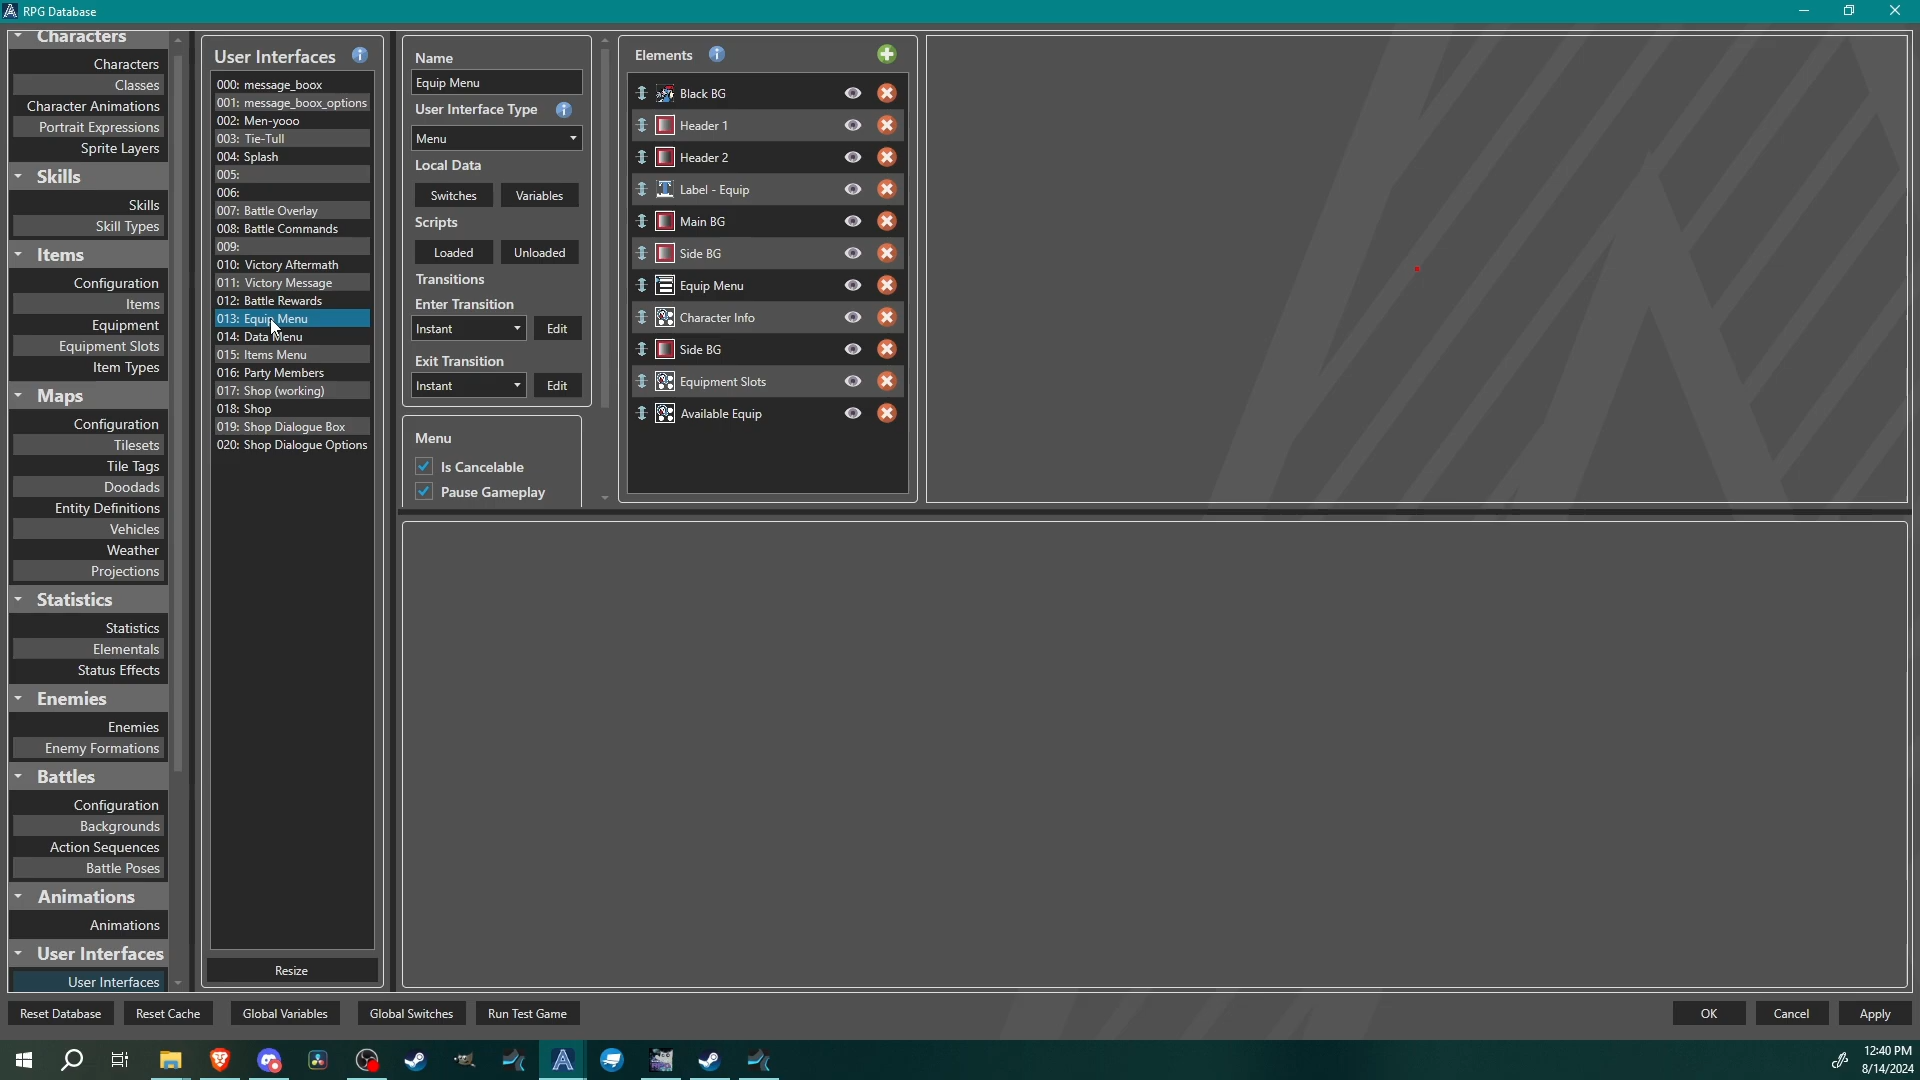 RPG Database
Characters
Characters
Classes
Character Animations
Portrait Expressions
Sprite Layers
Skills
Skills
Skill Types
Items
Configuration
Items
Equipment
Equipment Slots
Item Types
Maps
Configuration
Tilesets
Tile Tags
Doodads
Entity Definitions
Vehicles
Weather
Projections
Statistics
Statistics
Elementals
Status Effects
Enemies
Enemies
Enemy Formations
Battles
Configuration
Backgrounds
Action Sequences
Battle Poses
Animations
Animations
User Interfaces
User Interfaces
User Interfaces
000: message_boox
001: message_boox_options
002: Men-yooo
003: Tie-Tull
004: Splash
005:
006:
007: Battle Overlay
008: Battle Commands
009:
010: Victory Aftermath
011: Victory Message
012: Battle Rewards
013: Equip Menu
014: Data Menu
015: Items Menu
016: Party Members
017: Shop (working)
018: Shop
019: Shop Dialogue Box
020: Shop Dialogue Options
Resize
Name
Equip Menu
User Interface Type
Menu
Local Data
Switches Variables
Scripts
Loaded Unloaded
Transitions
Enter Transition
Instant Edit
Exit Transition
Instant Edit
Menu
Is Cancelable
Pause Gameplay
Elements
Black BG
Header 1
Header 2
Label - Equip
Main BG
Side BG
Equip Menu
Character Info
Side BG
Equipment Slots
Available Equip
Reset Database Reset Cache Global Variables Global Switches Run Test Game OK Cancel Apply
12:40 PM
8/14/2024